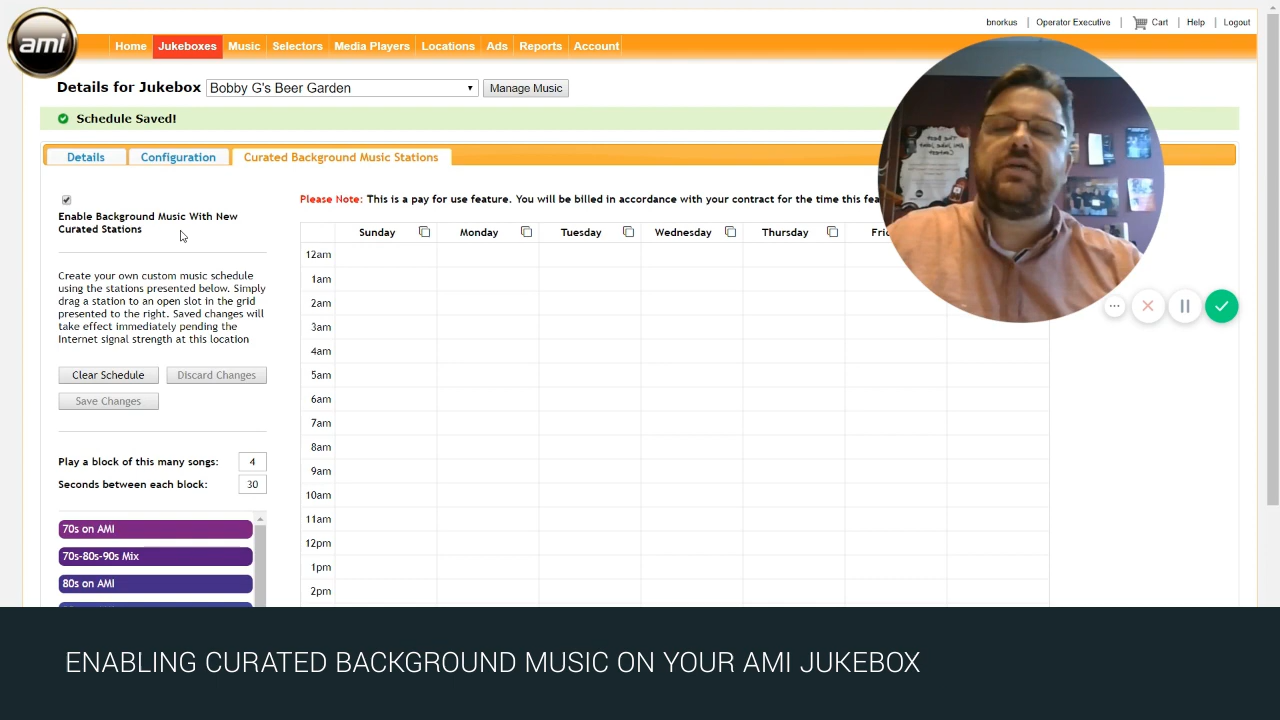 bnorkus | Operator Executive | Cart | Help | Logout
ami
Home Jukeboxes Music Selectors Media Players Locations Ads Reports Account
Details for Jukebox Bobby G's Beer Garden Manage Music
Schedule Saved!
Details Configuration Curated Background Music Stations
Enable Background Music With New
Curated Stations
Please Note: This is a pay for use feature. You will be billed in accordance with your contract for the time this fea
Sunday Monday Tuesday Wednesday Thursday Fri
Create your own custom music schedule
using the stations presented below. Simply
drag a station to an open slot in the grid
presented to the right. Saved changes will
take effect immediately pending the
Internet signal strength at this location
Clear Schedule Discard Changes
Save Changes
Play a block of this many songs: 4
Seconds between each block: 30
70s on AMI
70s-80s-90s Mix
80s on AMI
12am
1am
2am
3am
4am
5am
6am
7am
8am
9am
10am
11am
12pm
1pm
2pm
ENABLING CURATED BACKGROUND MUSIC ON YOUR AMI JUKEBOX